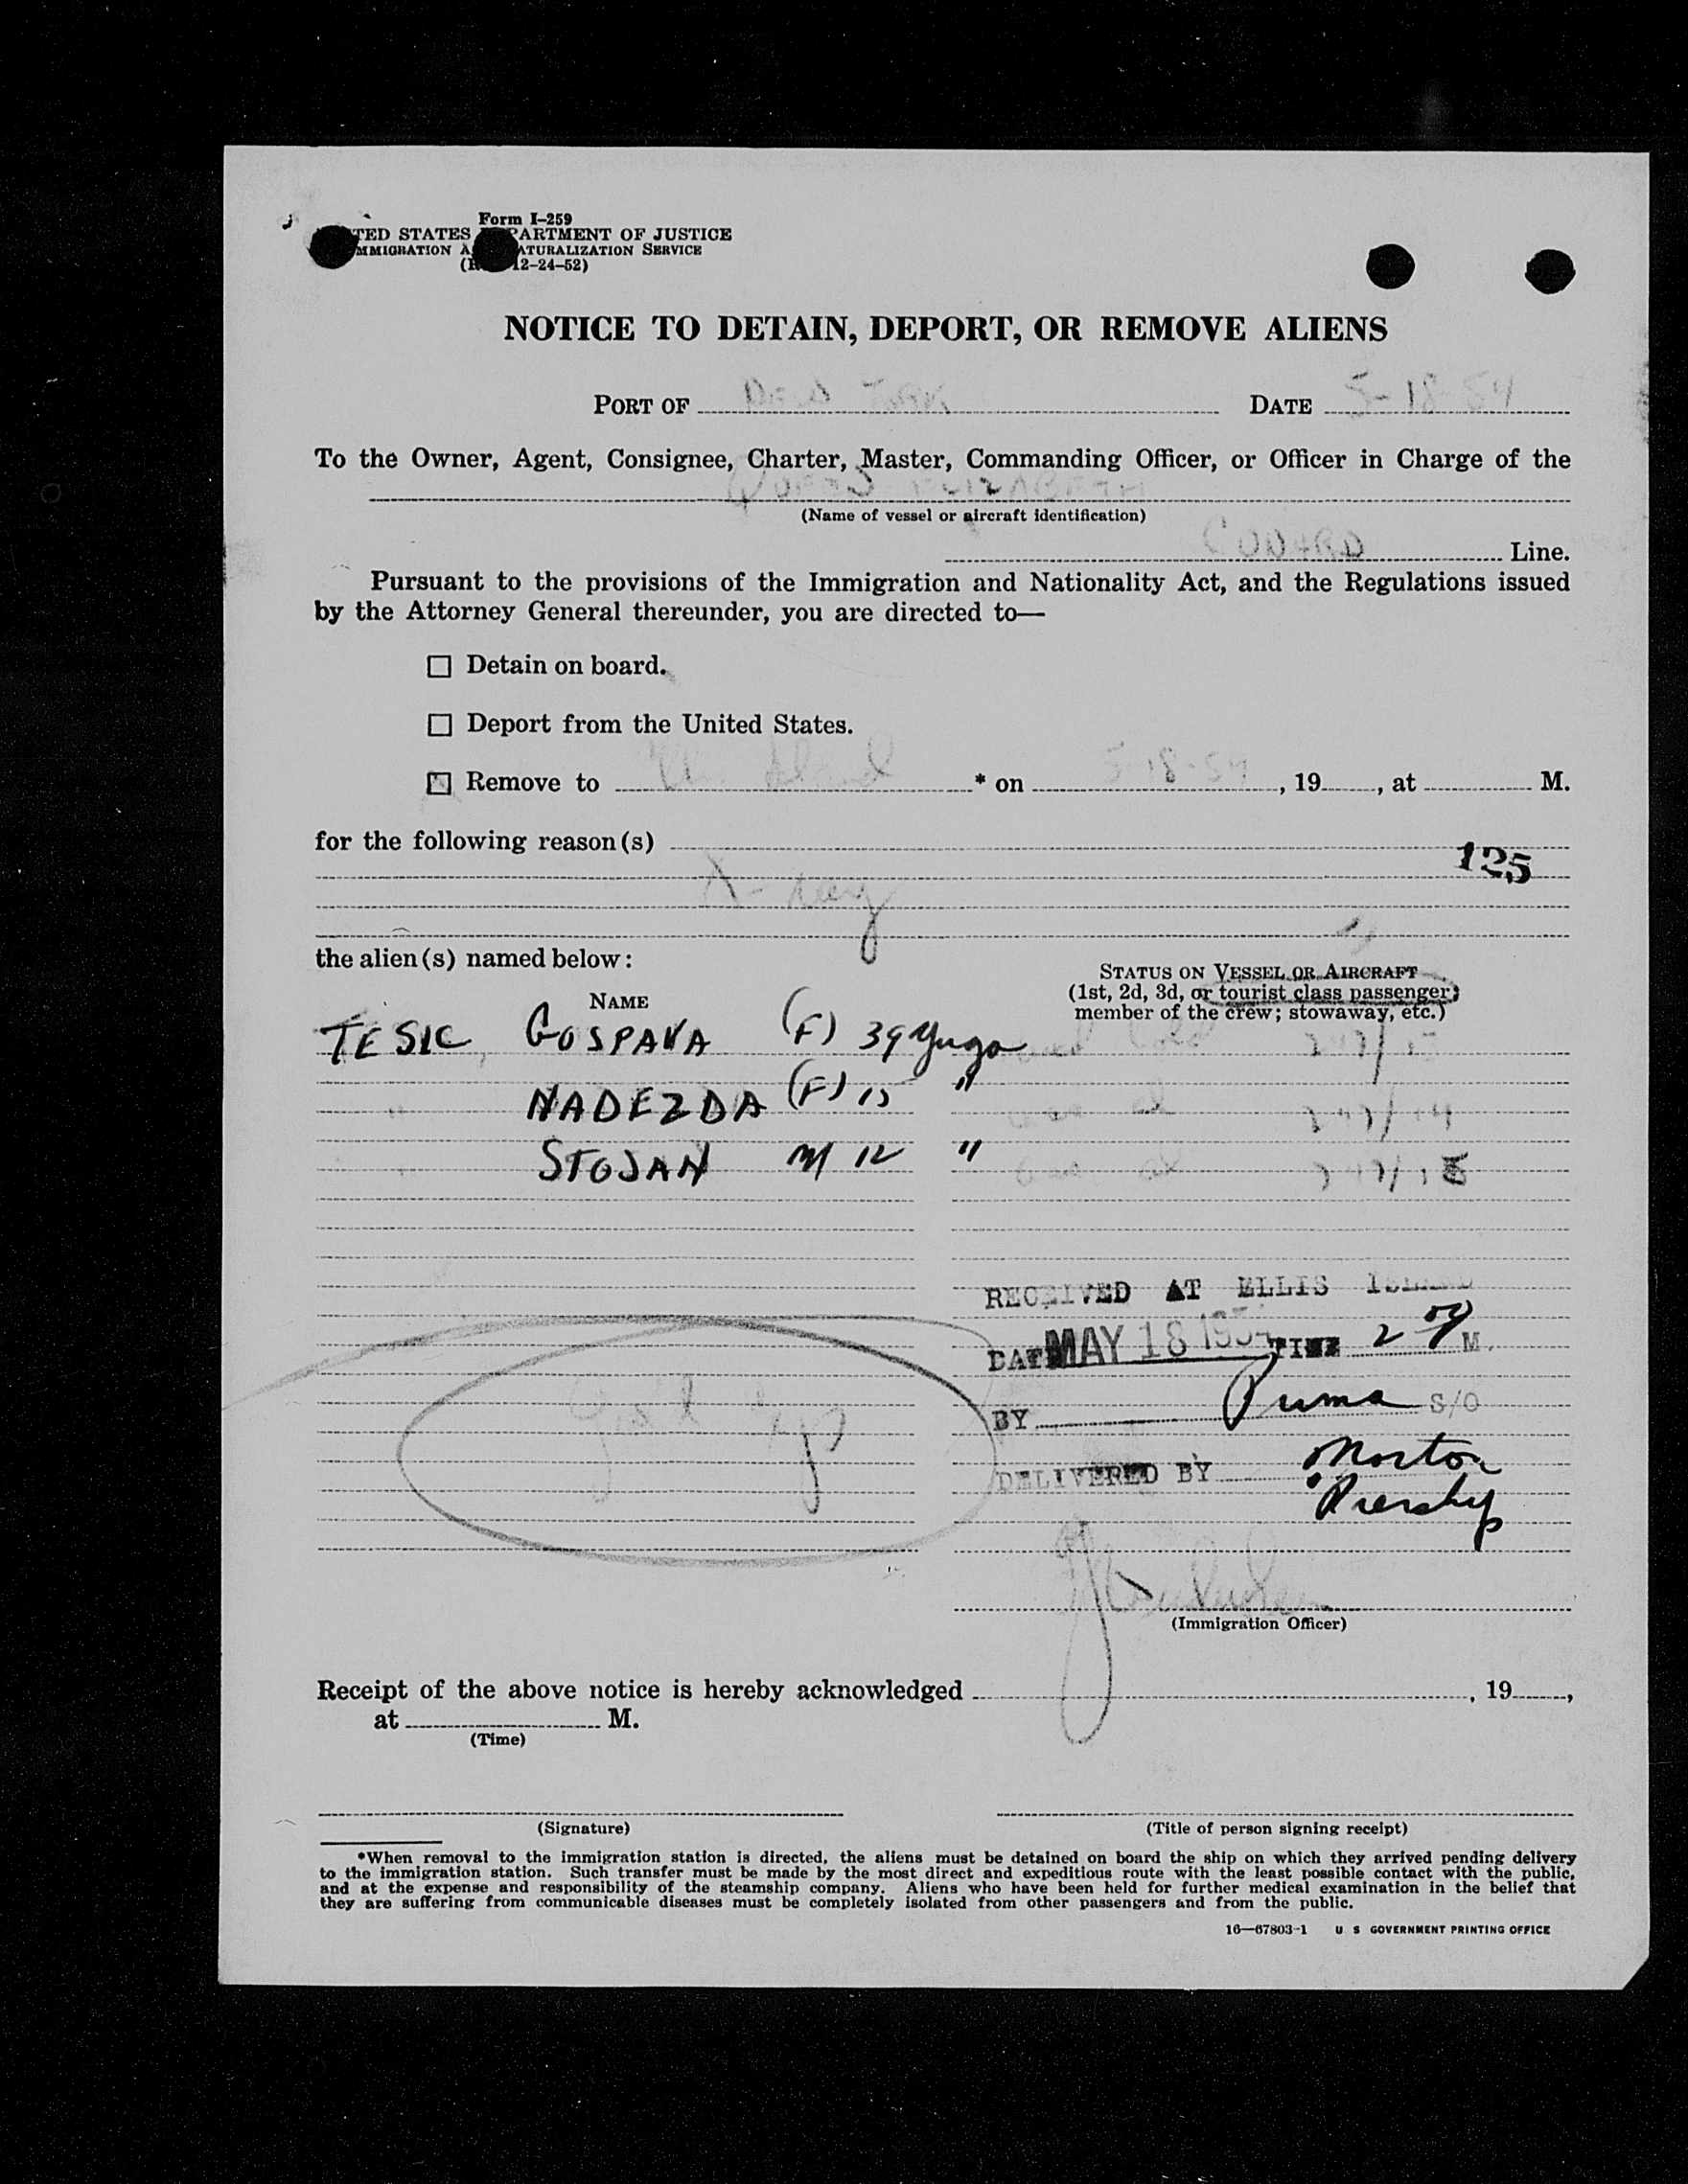 Form I-259
TED STATES PARTMENT OF JUSTICE
MMIGRATION A ATURALIZATION SERVICE
12-24-52)
NOTICE TO DETAIN, DEPORT, OR REMOVE ALIENS
PORT OF NEW YORK DATE 5-18-54
To the Owner, Agent, Consignee, Charter, Master, Commanding Officer, or Officer in Charge of the
QUEEN ELIZABETH
(Name of vessel or aircraft identification)
CUNARD Line.
Pursuant to the provisions of the Immigration and Nationality Act, and the Regulations issued
by the Attorney General thereunder, you are directed to—
☐ Detain on board.
☐ Deport from the United States.
☐ Remove to Island * on 5-18-54, 19, at M.
for the following reason(s)
125
X-ray
the alien(s) named below:
STATUS ON VESSEL OR AIRCRAFT
NAME (1st, 2d, 3d, or tourist class passenger;
member of the crew; stowaway, etc.)
TESIC GOSPAVA (F) 39 Yugo
" NADEZDA (F) 15 "
" STOJAN M 12 "
RECEIVED AT ELLIS ISLAND
DATE MAY 18 1954 TIME 2 M.
BY Puma S/O
DELIVERED BY Morton
Piership
(Immigration Officer)
Receipt of the above notice is hereby acknowledged , 19 ,
at M.
(Time)
(Signature) (Title of person signing receipt)
*When removal to the immigration station is directed, the aliens must be detained on board the ship on which they arrived pending delivery
to the immigration station. Such transfer must be made by the most direct and expeditious route with the least possible contact with the public,
and at the expense and responsibility of the steamship company. Aliens who have been held for further medical examination in the belief that
they are suffering from communicable diseases must be completely isolated from other passengers and from the public.
16—67803-1 U S GOVERNMENT PRINTING OFFICE